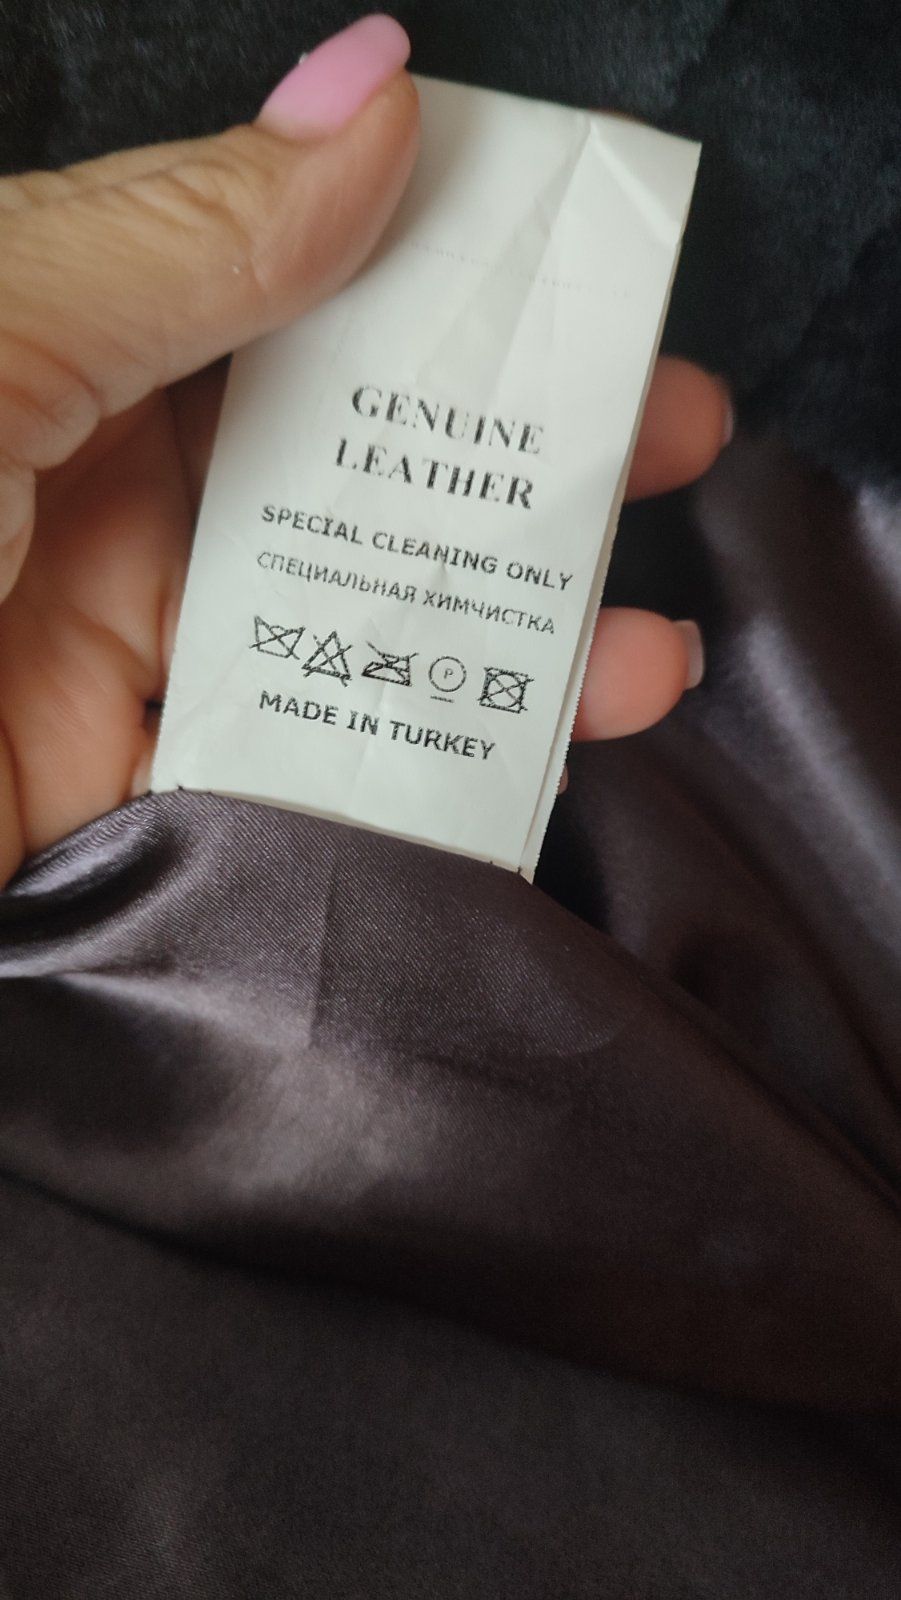 GENUINE
LEATHER
SPECIAL CLEANING ONLY
СПЕЦИАЛЬНАЯ ХИМЧИСТКА
P
MADE IN TURKEY